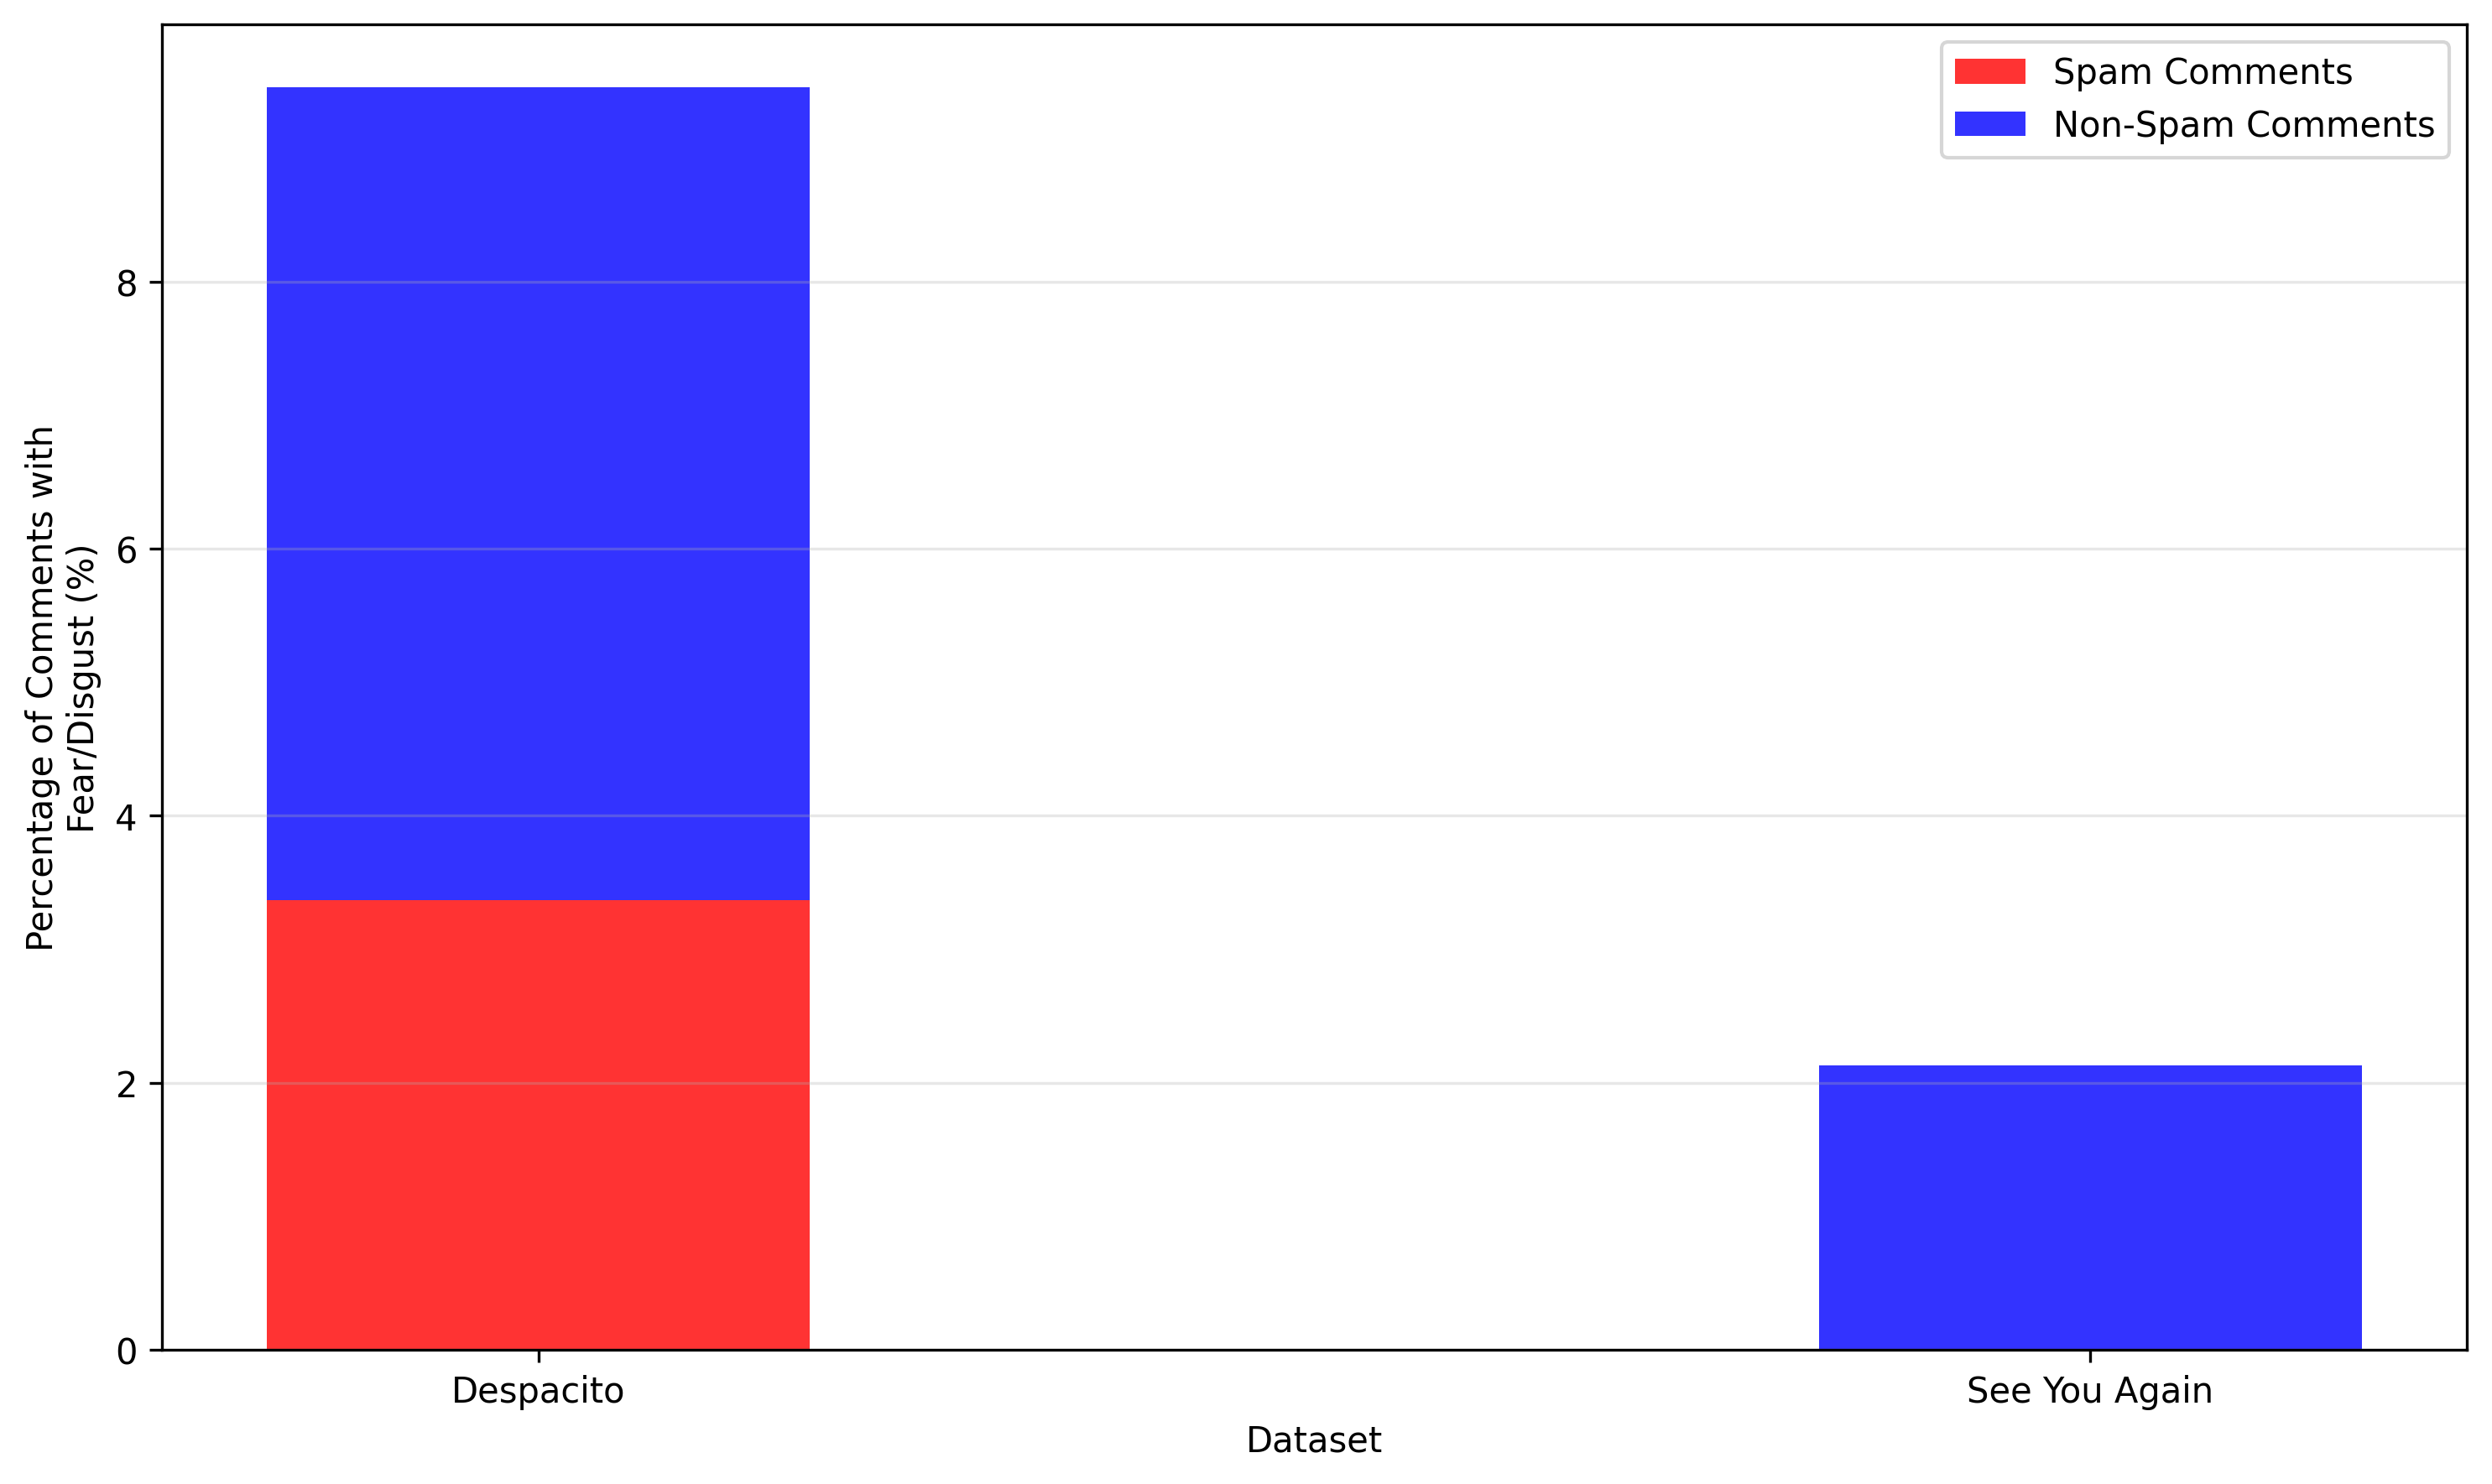 Spam Comments
Non-Spam Comments
Percentage of Comments with
Fear/Disgust (%)
8
6
4
2
0
Despacito
See You Again
Dataset